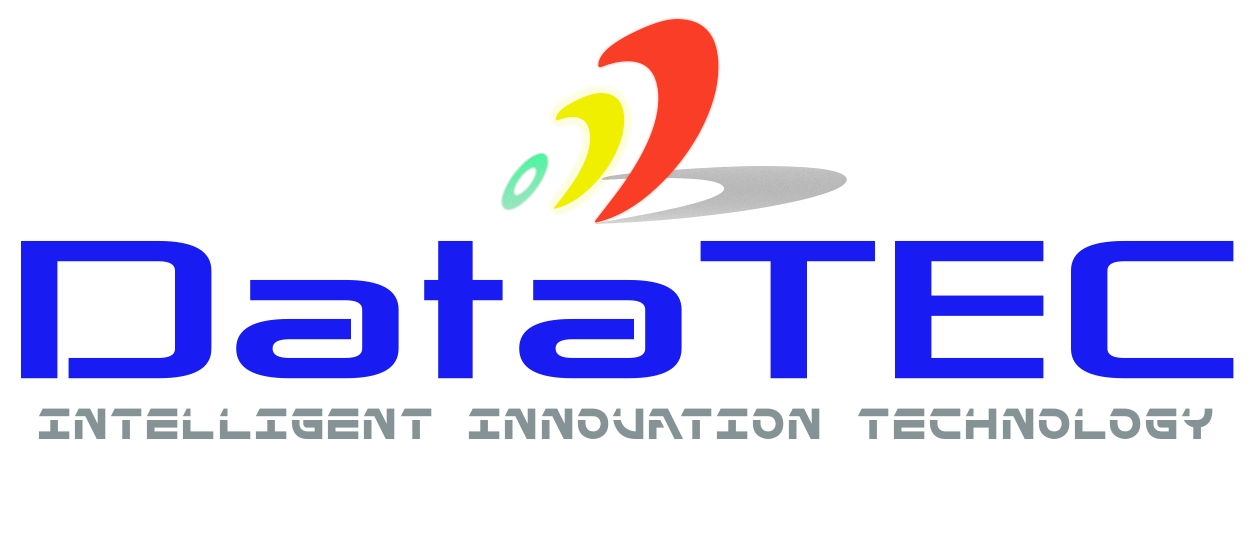 DataTEC
INTELLIGENT INNOVATION TECHNOLOGY